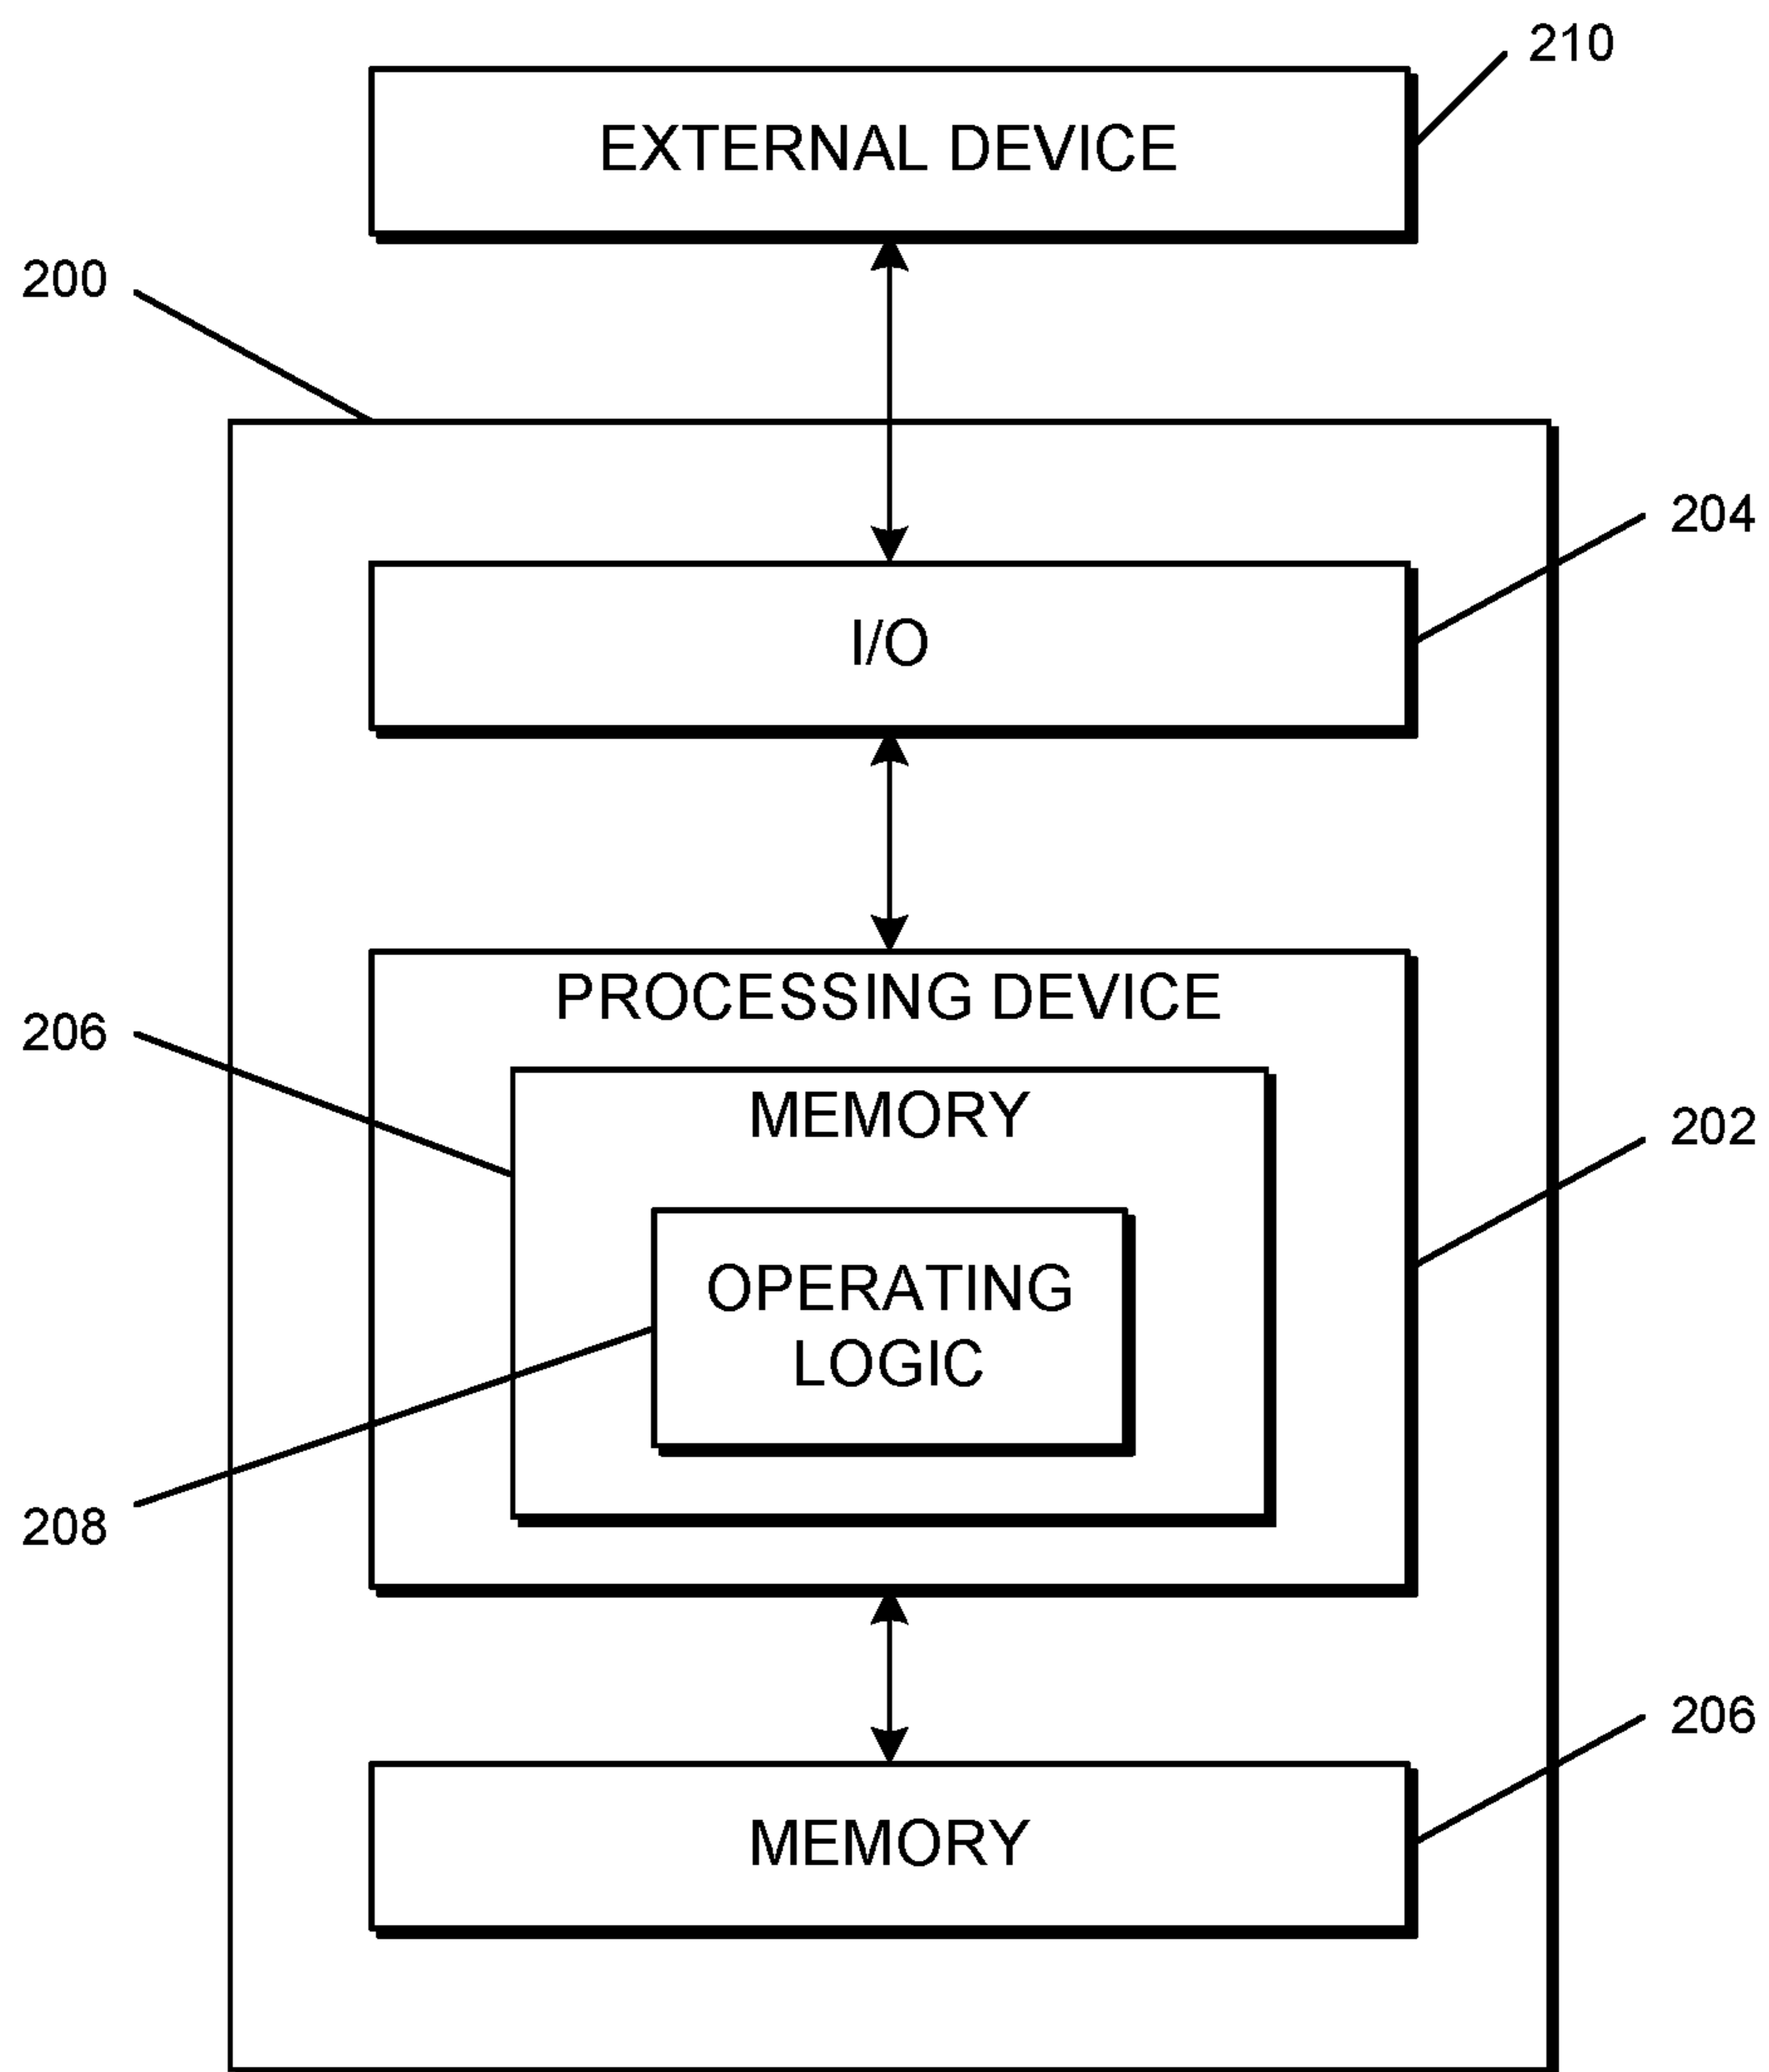 210
EXTERNAL DEVICE
200
204
I/O
PROCESSING DEVICE
206
MEMORY
202
OPERATING
LOGIC
208
206
MEMORY